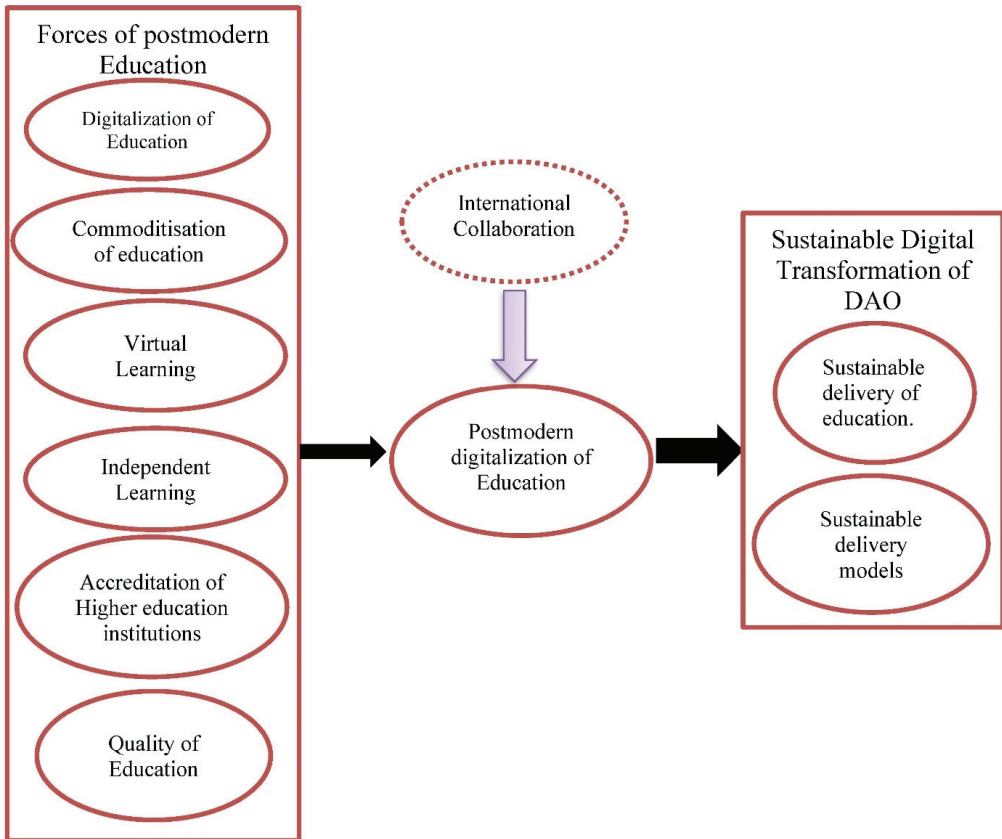 Forces of postmodern
Education
Digitalization of
Education
Commoditisation
of education
Virtual
Learning
Independent
Learning
Accreditation of
Higher education
institutions
Quality of
Education
International
Collaboration
Postmodern
digitalization of
Education
Sustainable Digital
Transformation of
DAO
Sustainable
delivery of
education.
Sustainable
delivery
models